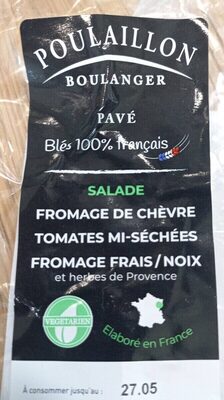 POULAILLON
BOULANGER
PAVÉ
Blés 100% français
SALADE
FROMAGE DE CHÈVRE
TOMATES MI-SÉCHÉES
FROMAGE FRAIS/NOIX
et herbes de Provence
VEGETARIEN
Elaboré en France
À consommer jusqu'au :
27.05